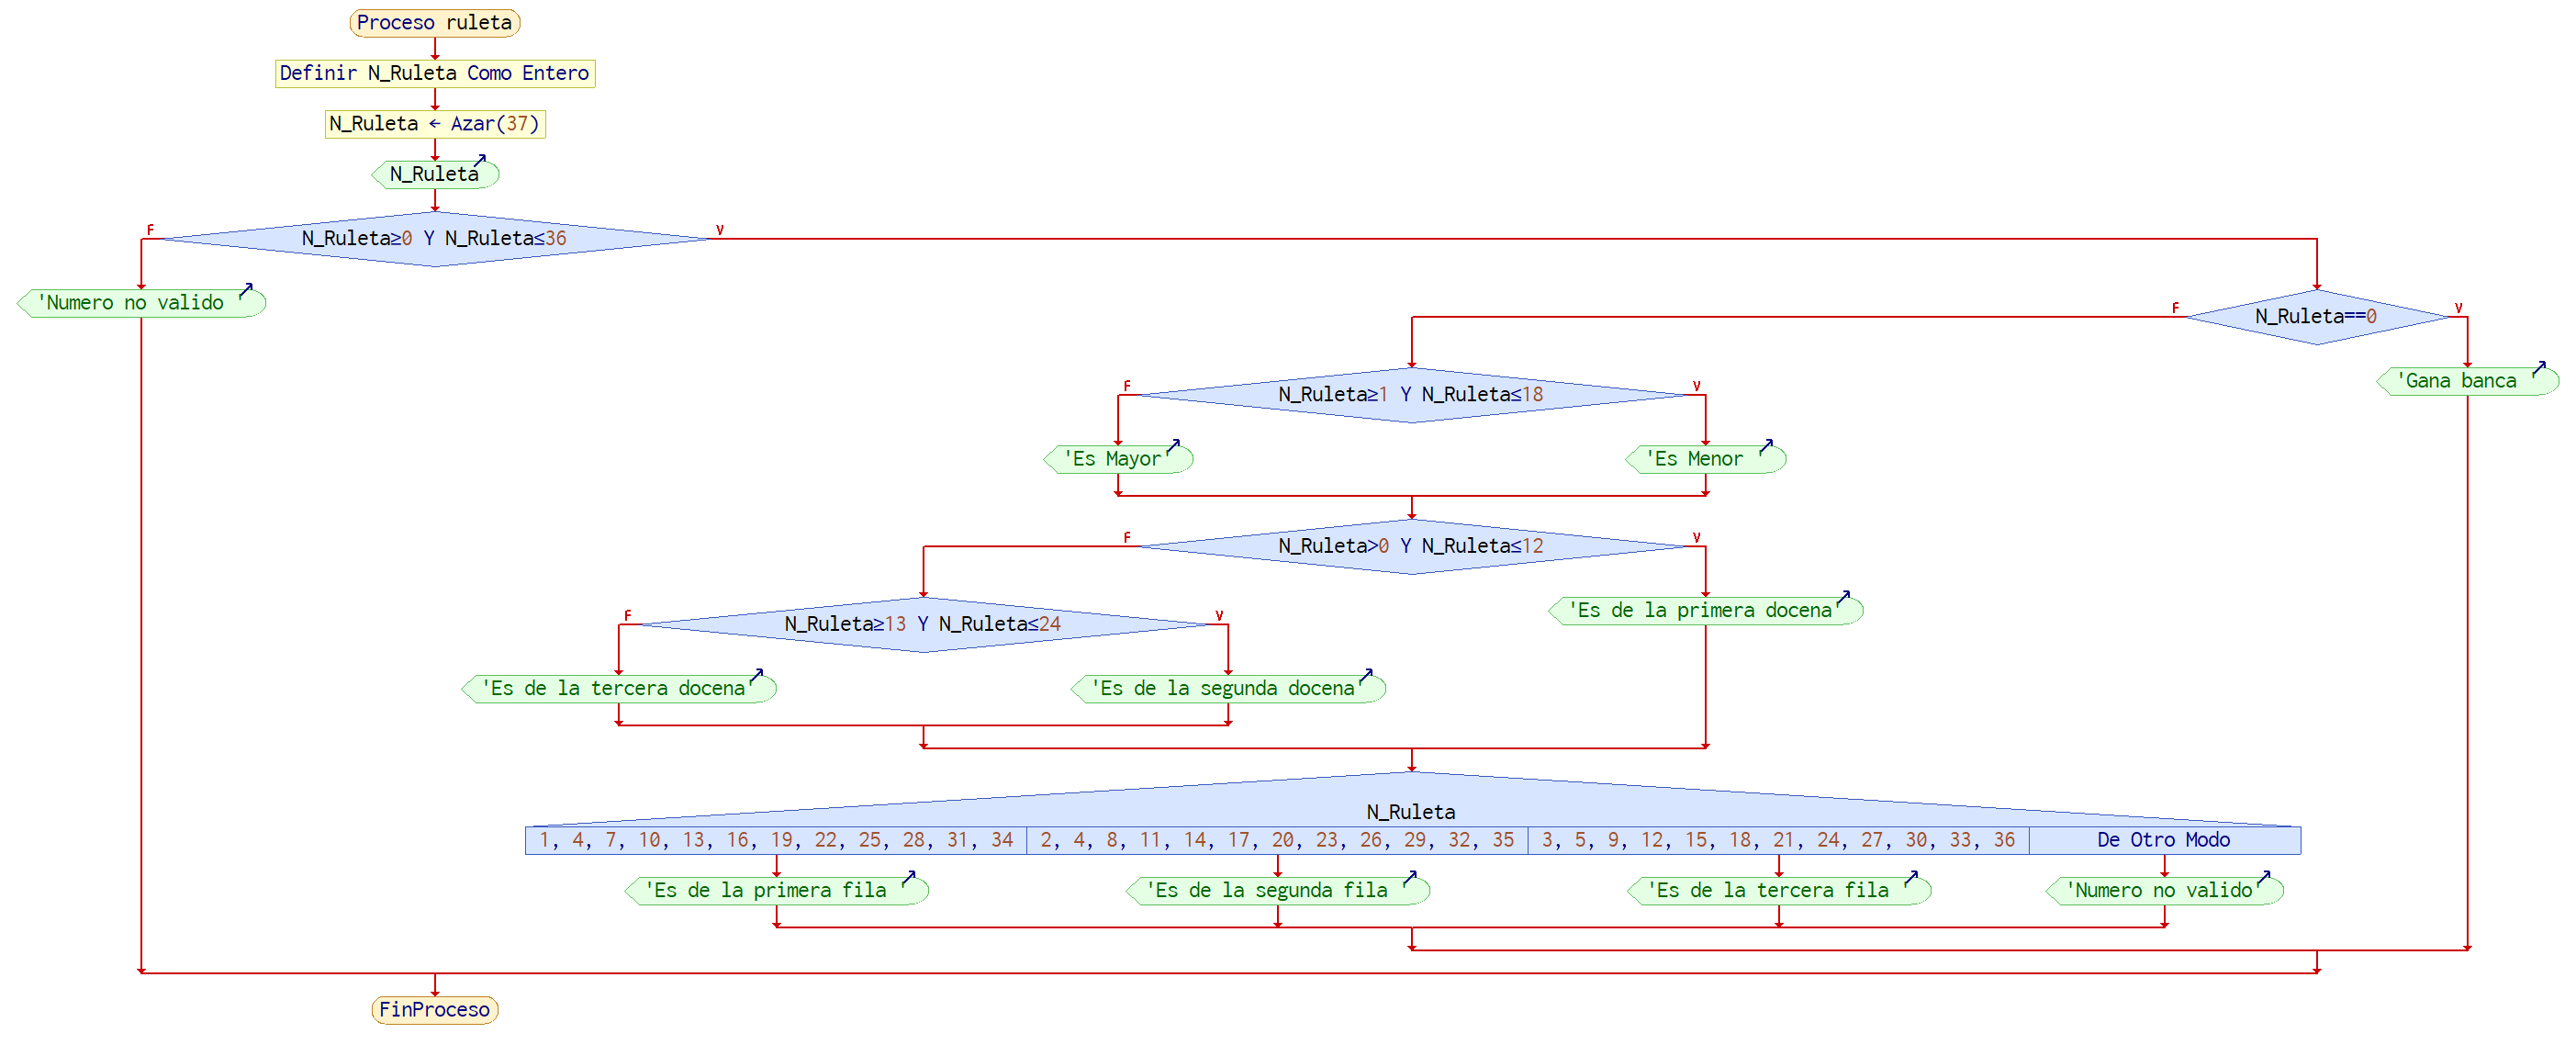 Proceso ruleta
Definir N_Ruleta Como Entero
N_Ruleta ← Azar(37)
N_Ruleta
F
N_Ruleta≥0 Y N_Ruleta≤36
V
'Numero no valido '
F
N_Ruleta==0
V
'Gana banca '
F
N_Ruleta≥1 Y N_Ruleta≤18
V
'Es Mayor'
'Es Menor '
F
N_Ruleta>0 Y N_Ruleta≤12
V
'Es de la primera docena'
F
N_Ruleta≥13 Y N_Ruleta≤24
V
'Es de la tercera docena'
'Es de la segunda docena'
N_Ruleta
1, 4, 7, 10, 13, 16, 19, 22, 25, 28, 31, 34
2, 4, 8, 11, 14, 17, 20, 23, 26, 29, 32, 35
3, 5, 9, 12, 15, 18, 21, 24, 27, 30, 33, 36
De Otro Modo
'Es de la primera fila '
'Es de la segunda fila '
'Es de la tercera fila '
'Numero no valido'
FinProceso